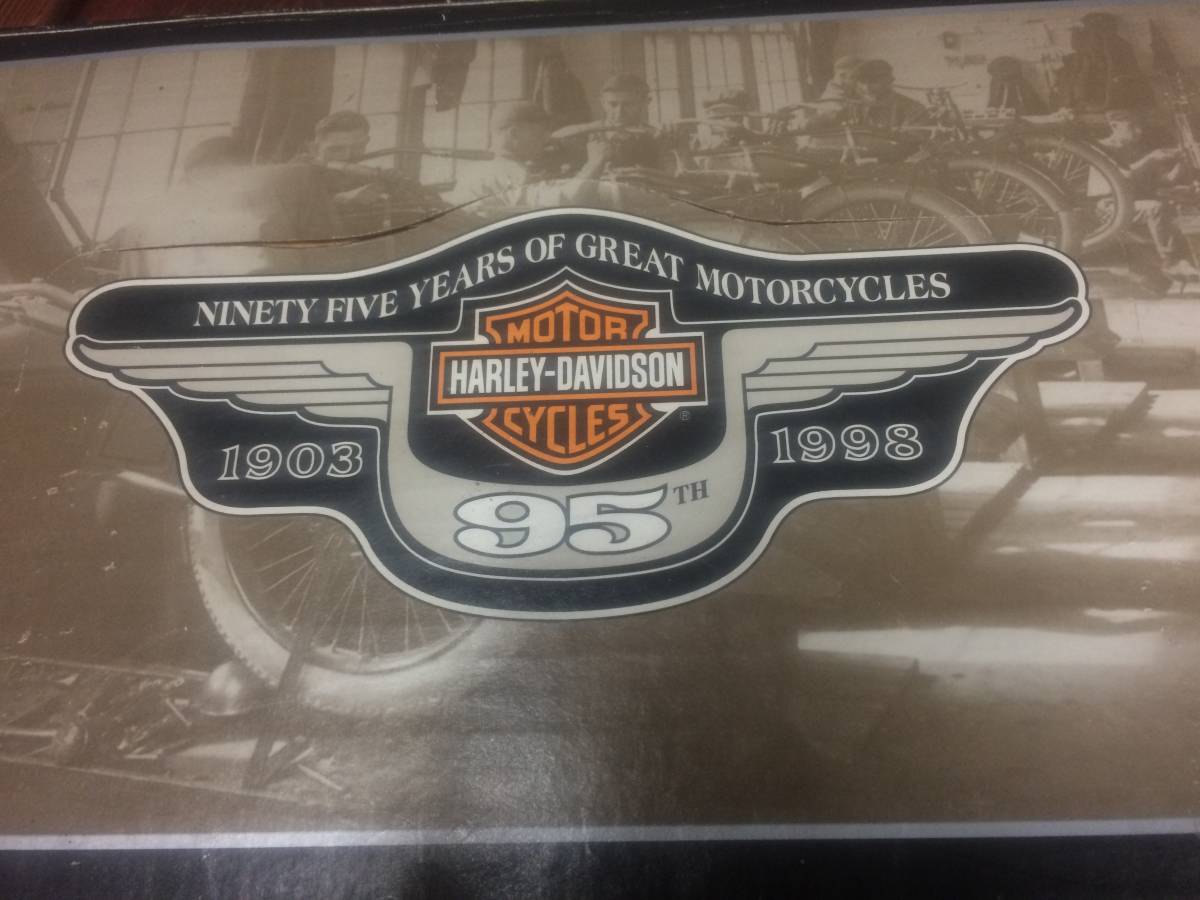 NINETY FIVE YEARS OF GREAT MOTORCYCLES
MOTOR
HARLEY-DAVIDSON
CYCLES
®
1903
1998
95TH